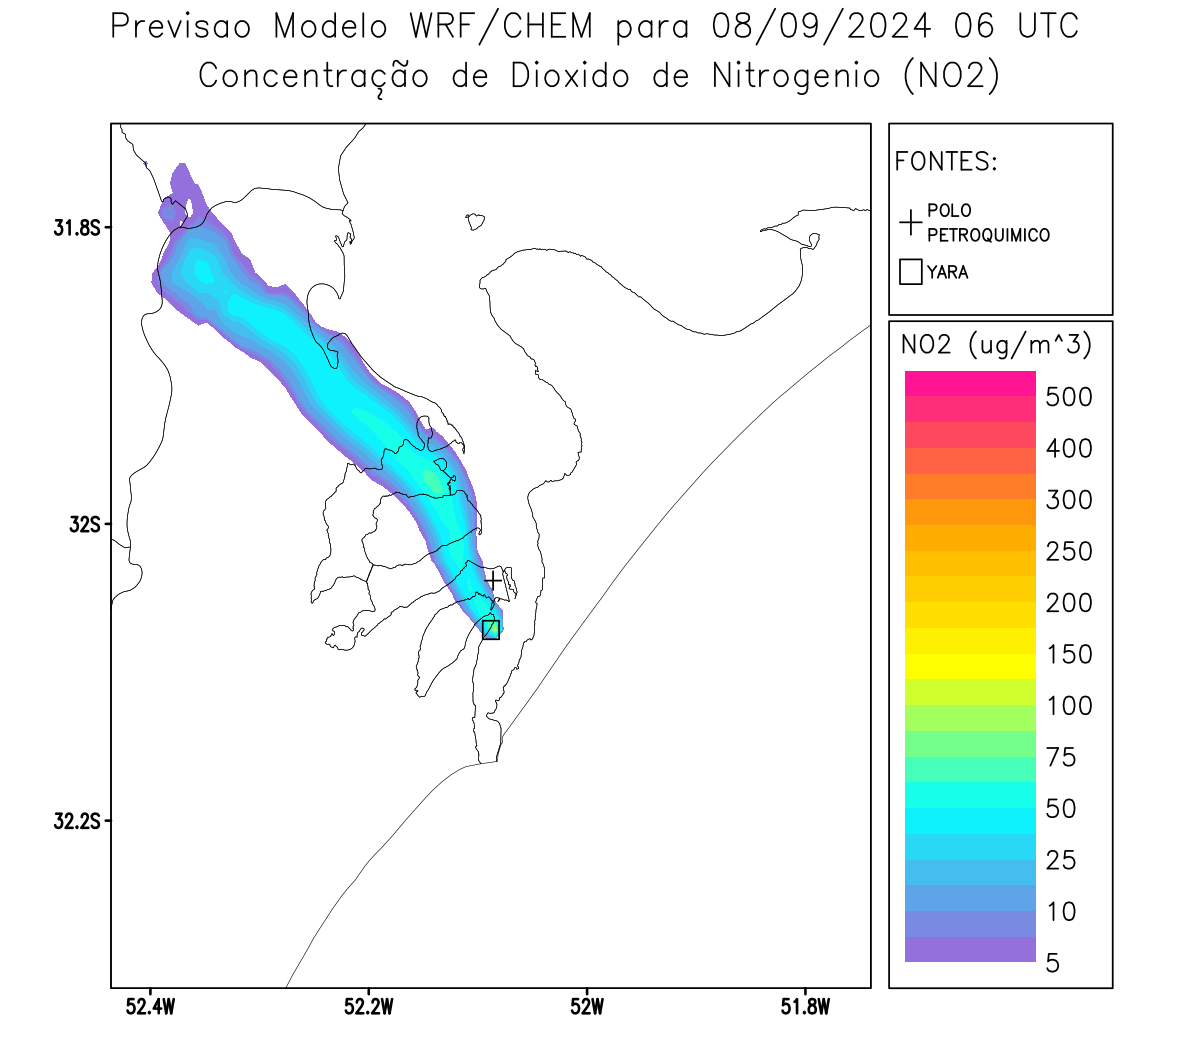 Previsao Modelo WRF/CHEM para 08/09/2024 06 UTC
Concentração de Dioxido de Nitrogenio (NO2)
FONTES:
POLO
PETROQUIMICO
YARA
31.8S
32S
32.2S
52.4W
52.2W
52W
51.8W
NO2 (ug/m^3)
500
400
300
250
200
150
100
75
50
25
10
5